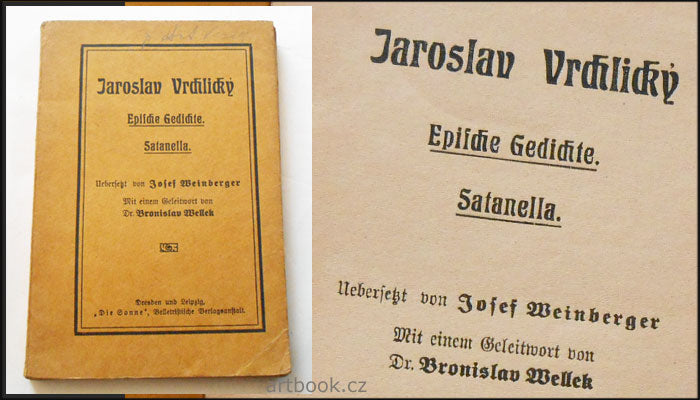 Jaroslav Vrchlický
Epische Gedichte.
Satanella.
Uebersetzt von Josef Weinberger
Mit einem Geleitwort von
Dr. Bronislav Wellek
Dresden und Leipzig,
„Die Sonne“, Belletristische Verlagsanstalt.
Jaroslav Vrchlický
Epische Gedichte.
Satanella.
Uebersetzt von Josef Weinberger
Mit einem Geleitwort von
Dr. Bronislav Wellek
artbook.cz